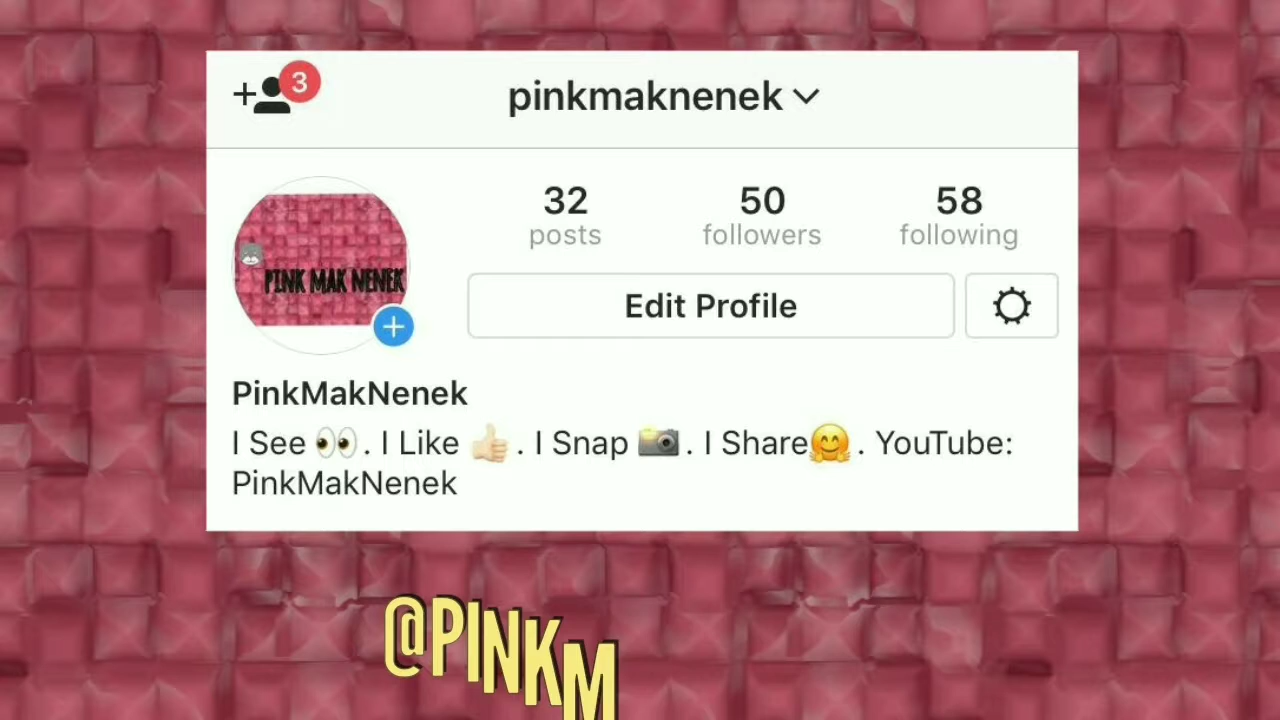 3
pinkmaknenek
32 50 58
posts followers following
PINK MAK NENEK
Edit Profile
PinkMakNenek
I See 👀. I Like 👍🏻. I Snap 📷. I Share🤗. YouTube:
PinkMakNenek
@PINKM